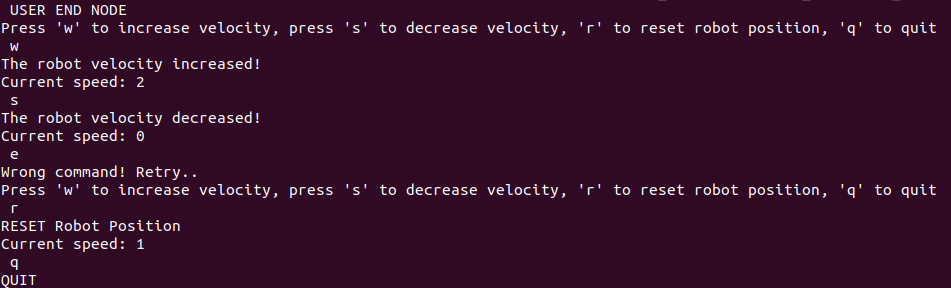 USER END NODE
Press 'w' to increase velocity, press 's' to decrease velocity, 'r' to reset robot position, 'q' to quit
w
The robot velocity increased!
Current speed: 2
s
The robot velocity decreased!
Current speed: 0
e
Wrong command! Retry..
Press 'w' to increase velocity, press 's' to decrease velocity, 'r' to reset robot position, 'q' to quit
r
RESET Robot Position
Current speed: 1
q
QUIT